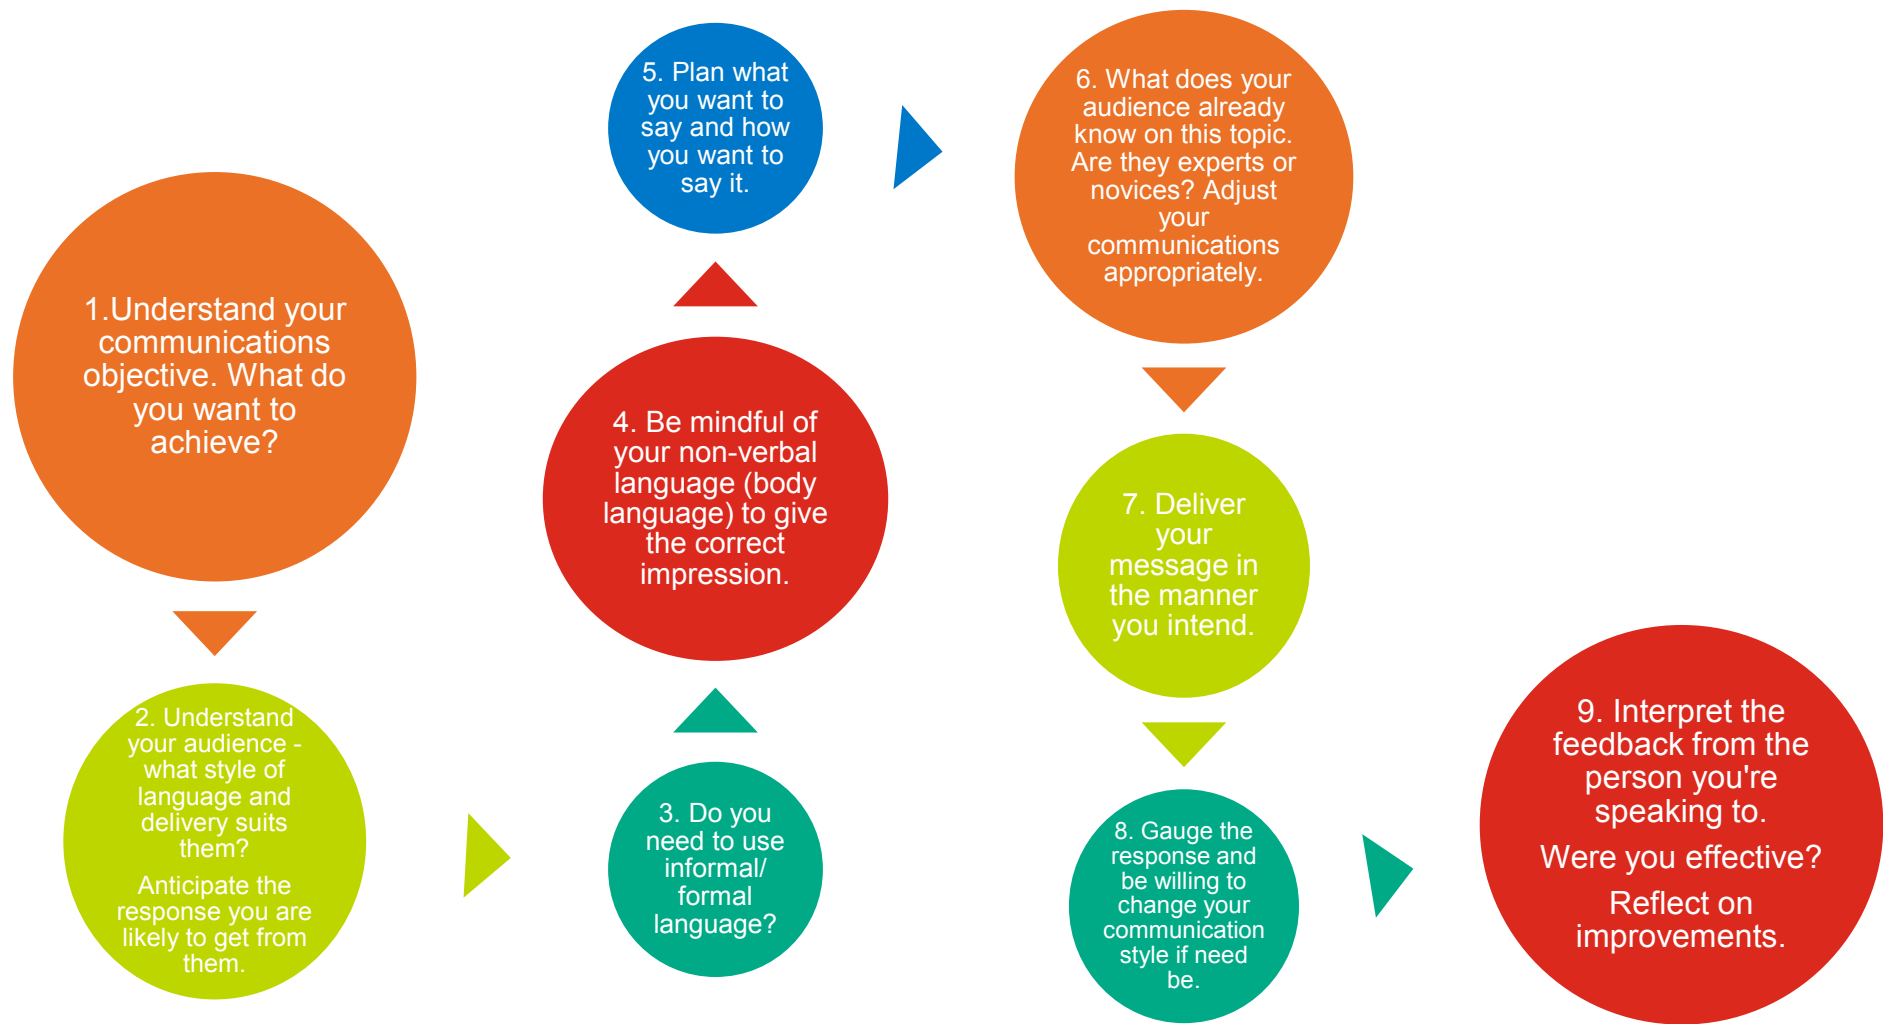 1.Understand your
communications
objective. What do
you want to
achieve?
2. Understand
your audience -
what style of
language and
delivery suits
them?
Anticipate the
response you are
likely to get from
them.
3. Do you
need to use
informal/
formal
language?
4. Be mindful of
your non-verbal
language (body
language) to give
the correct
impression.
5. Plan what
you want to
say and how
you want to
say it.
6. What does your
audience already
know on this topic.
Are they experts or
novices? Adjust
your
communications
appropriately.
7. Deliver
your
message in
the manner
you intend.
8. Gauge the
response and
be willing to
change your
communication
style if need
be.
9. Interpret the
feedback from the
person you're
speaking to.
Were you effective?
Reflect on
improvements.